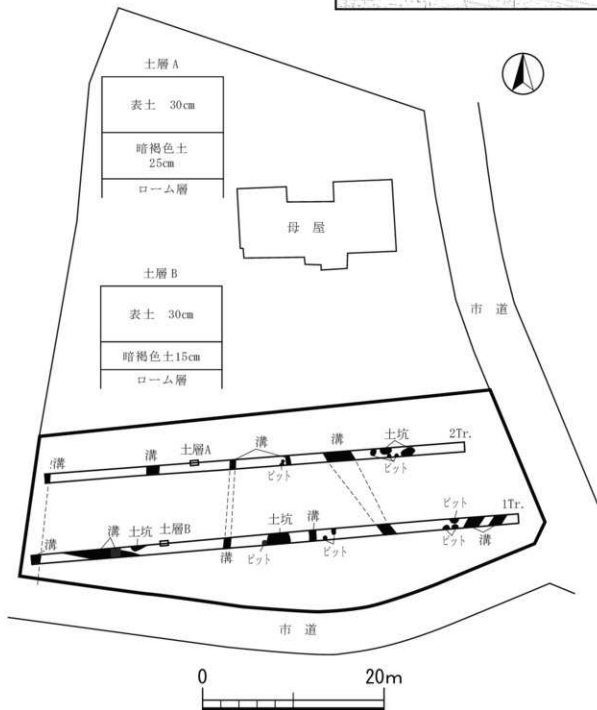 土層A
表土 30cm
暗褐色土
25cm
ローム層
母屋
土層B
市道
表土 30cm
暗褐色土15cm
ローム層
溝
溝
土層A
溝
ピット
溝
土坑
ピット
2Tr.
溝
溝
土坑
土層B
溝
ピット
土坑
溝
ピット
ピット
ピット
溝
1Tr.
市道
0
20m